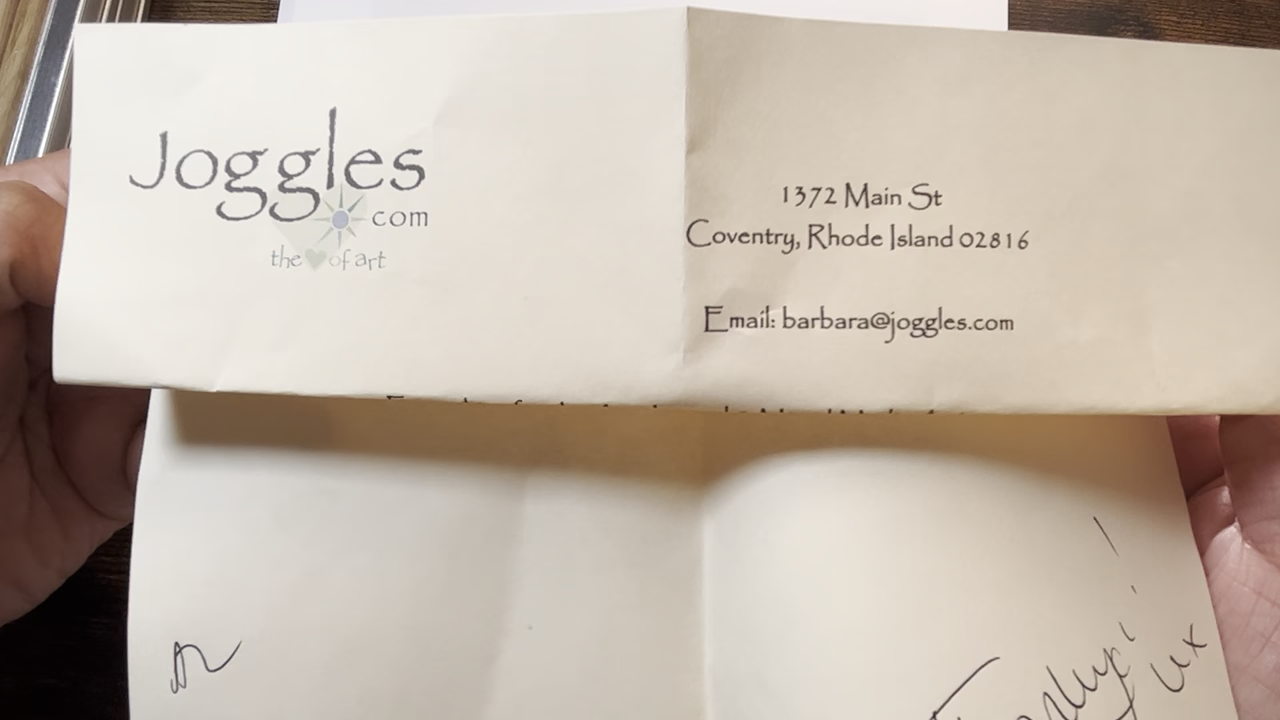 Joggles
com
the of art
1372 Main St
Coventry, Rhode Island 02816
Email: barbara@joggles.com